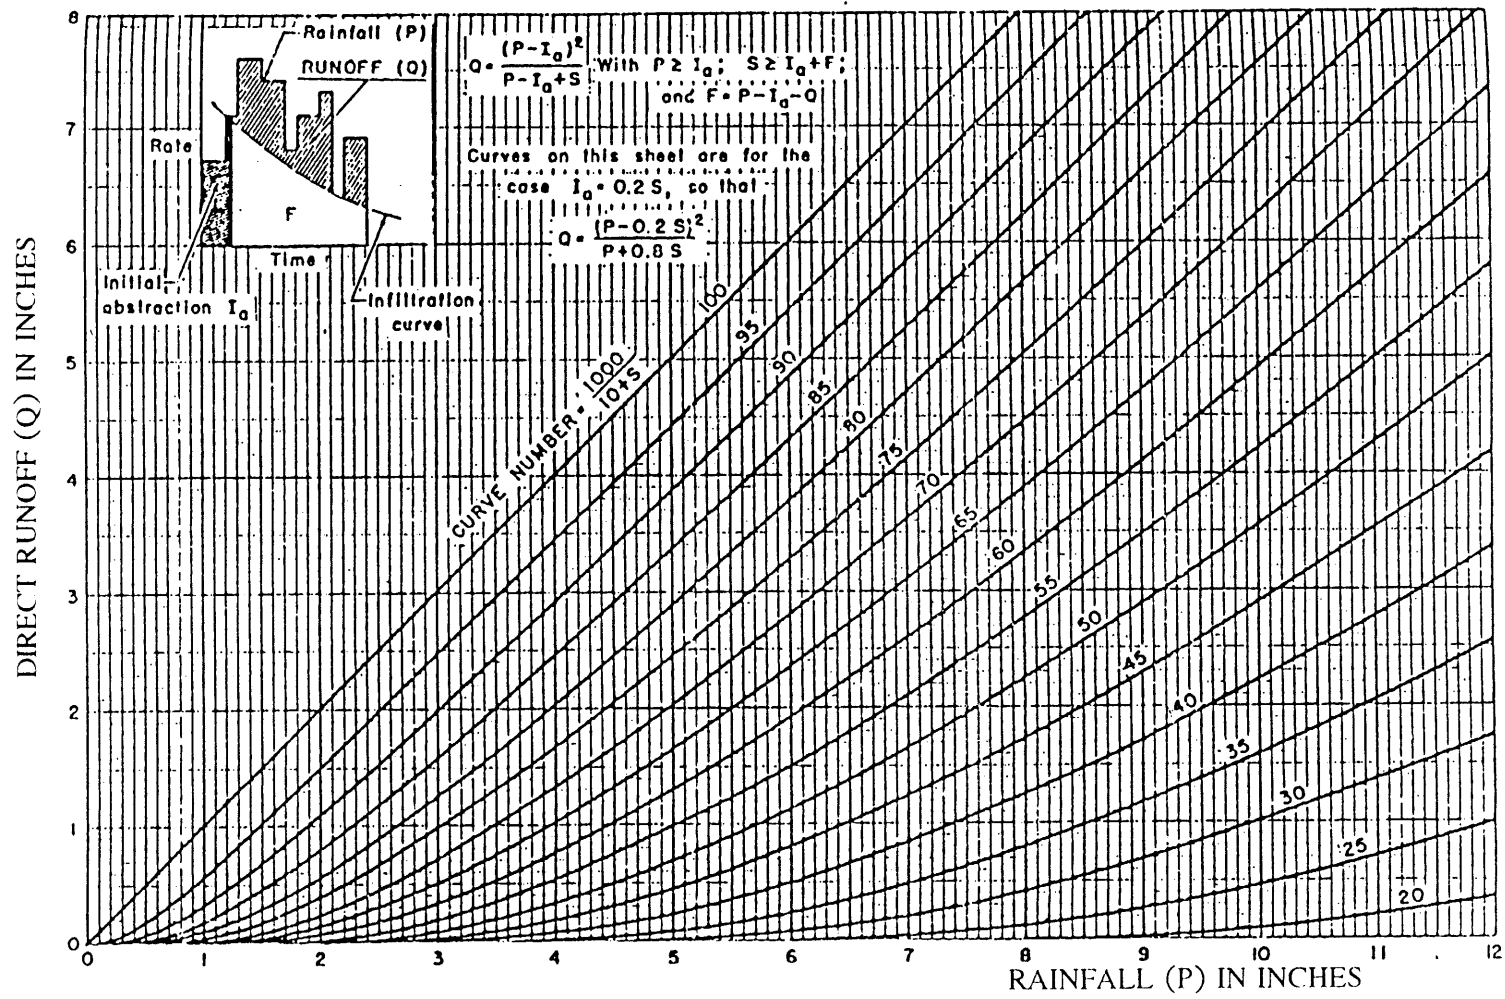 8
Rainfall (P)
RUNOFF (Q)
Rate
F
Time
Initial
abstraction Ia
Infiltration
curve
Q = (P-Ia)² / P-Ia+S With P ≥ Ia; S ≥ Ia+F;
and F = P-Ia-Q
Curves on this sheet are for the
case Ia = 0.2 S, so that
Q = (P-0.2 S)² / P+0.8 S
CURVE NUMBER = 1000 / 10+S
100
95
90
85
80
75
70
65
60
55
50
45
40
35
30
25
20
7
6
5
4
3
2
1
0
DIRECT RUNOFF (Q) IN INCHES
0 1 2 3 4 5 6 7 8 9 10 11 12
RAINFALL (P) IN INCHES